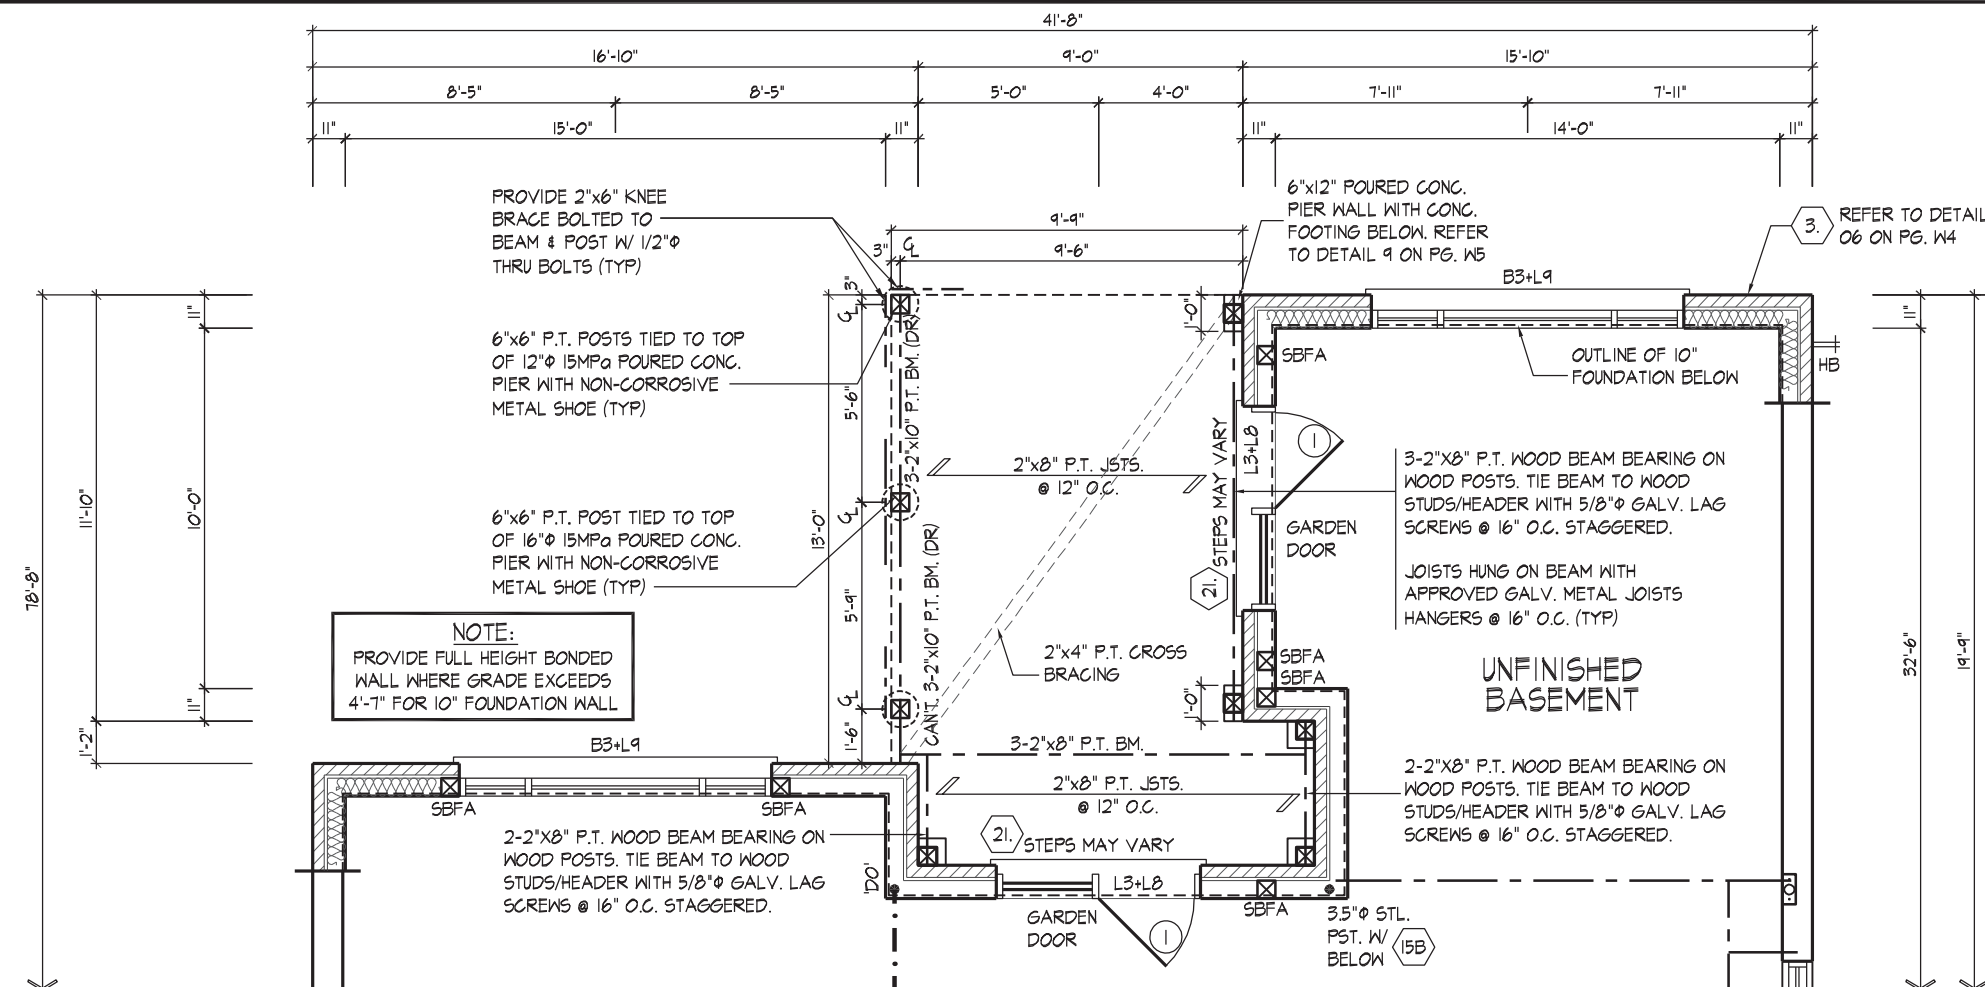 41'-8"
16'-10"
9'-0"
15'-10"
8'-5"
8'-5"
5'-0"
4'-0"
7'-11"
7'-11"
11"
15'-0"
11"
11"
14'-0"
11"
PROVIDE 2"x6" KNEE
BRACE BOLTED TO
BEAM & POST W/ 1/2"Φ
THRU BOLTS (TYP)
9'-9"
3"
9'-6"
6"x12" POURED CONC.
PIER WALL WITH CONC.
FOOTING BELOW. REFER
TO DETAIL 9 ON PG. W5
3.
REFER TO DETAIL
06 ON PG. W4
B3+L9
3"
11"
1'-0"
11"
6"x6" P.T. POSTS TIED TO TOP
OF 12"Φ 15MPa POURED CONC.
PIER WITH NON-CORROSIVE
METAL SHOE (TYP)
SBFA
OUTLINE OF 10"
FOUNDATION BELOW
HB
5'-6"
3-2"x10" P.T. BM. (DR)
2"x8" P.T. JSTS.
@ 12" O.C.
21.
STEPS MAY VARY
L3+L8
1
GARDEN
DOOR
3-2"X8" P.T. WOOD BEAM BEARING ON
WOOD POSTS. TIE BEAM TO WOOD
STUDS/HEADER WITH 5/8"Φ GALV. LAG
SCREWS @ 16" O.C. STAGGERED.
JOISTS HUNG ON BEAM WITH
APPROVED GALV. METAL JOISTS
HANGERS @ 16" O.C. (TYP)
11'-10"
10'-0"
78'-8"
13'-0"
6"x6" P.T. POST TIED TO TOP
OF 16"Φ 15MPa POURED CONC.
PIER WITH NON-CORROSIVE
METAL SHOE (TYP)
5'-9"
CANT. 3-2"x10" P.T. BM. (DR)
NOTE:
PROVIDE FULL HEIGHT BONDED
WALL WHERE GRADE EXCEEDS
4'-7" FOR 10" FOUNDATION WALL
2"x4" P.T. CROSS
BRACING
SBFA
SBFA
UNFINISHED
BASEMENT
32'-6"
19'-9"
11"
1'-2"
1'-6"
1'-0"
B3+L9
3-2"x8" P.T. BM.
2"x8" P.T. JSTS.
@ 12" O.C.
2-2"X8" P.T. WOOD BEAM BEARING ON
WOOD POSTS. TIE BEAM TO WOOD
STUDS/HEADER WITH 5/8"Φ GALV. LAG
SCREWS @ 16" O.C. STAGGERED.
SBFA
SBFA
2-2"X8" P.T. WOOD BEAM BEARING ON
WOOD POSTS. TIE BEAM TO WOOD
STUDS/HEADER WITH 5/8"Φ GALV. LAG
SCREWS @ 16" O.C. STAGGERED.
21.
STEPS MAY VARY
'DO'
L3+L8
GARDEN
DOOR
1
SBFA
3.5"Φ STL.
PST. W/
BELOW
15B